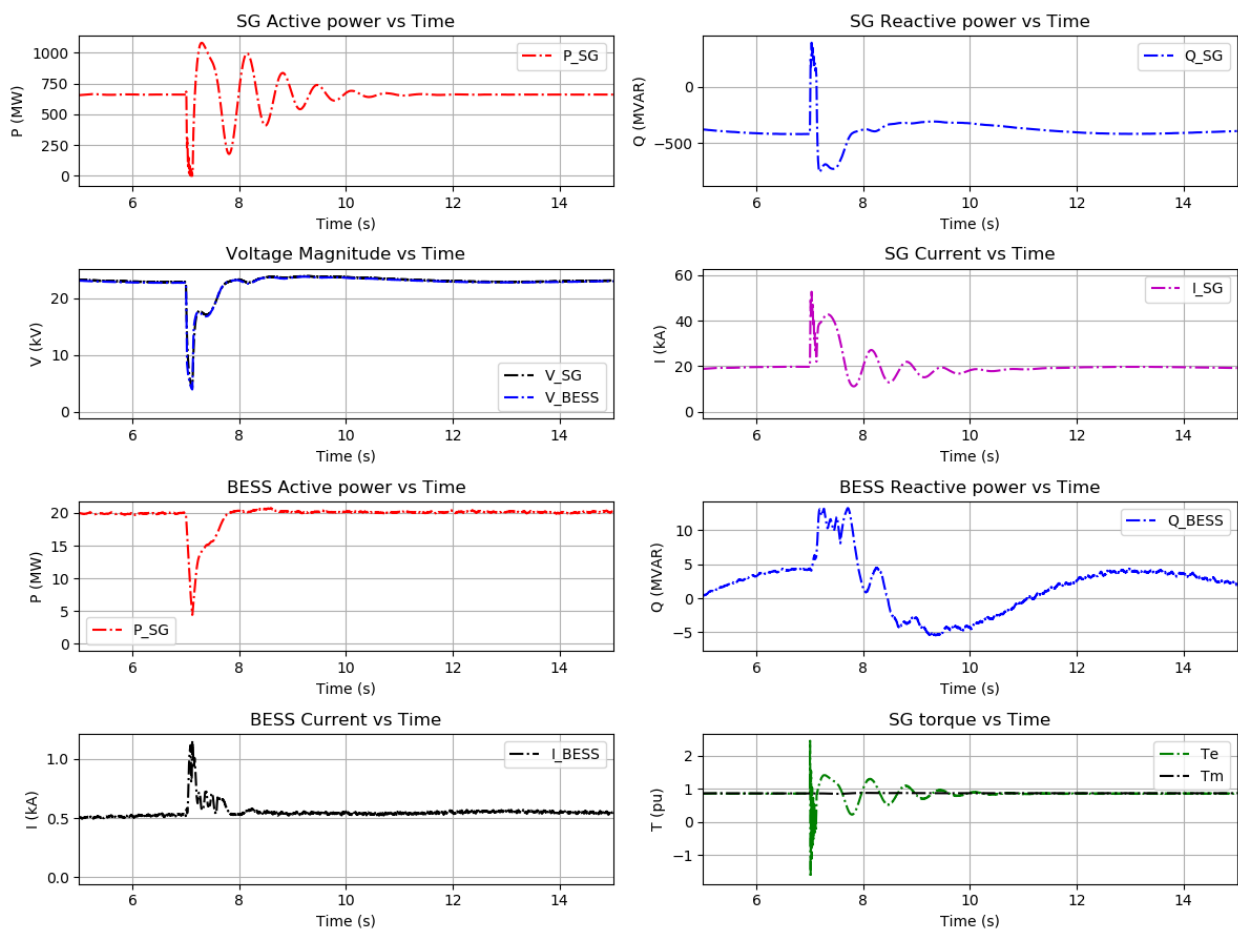 SG Active power vs Time
P (MW)
1000
750
500
250
0
P_SG
6 8 10 12 14
Time (s)
SG Reactive power vs Time
Q (MVAR)
0
−500
Q_SG
6 8 10 12 14
Time (s)
Voltage Magnitude vs Time
V (kV)
20
10
0
V_SG
V_BESS
6 8 10 12 14
Time (s)
SG Current vs Time
I (kA)
60
40
20
0
I_SG
6 8 10 12 14
Time (s)
BESS Active power vs Time
P (MW)
20
15
10
5
0
P_SG
6 8 10 12 14
Time (s)
BESS Reactive power vs Time
Q (MVAR)
10
5
0
−5
Q_BESS
6 8 10 12 14
Time (s)
BESS Current vs Time
I (kA)
1.0
0.5
0.0
I_BESS
6 8 10 12 14
Time (s)
SG torque vs Time
T (pu)
2
1
0
−1
Te
Tm
6 8 10 12 14
Time (s)